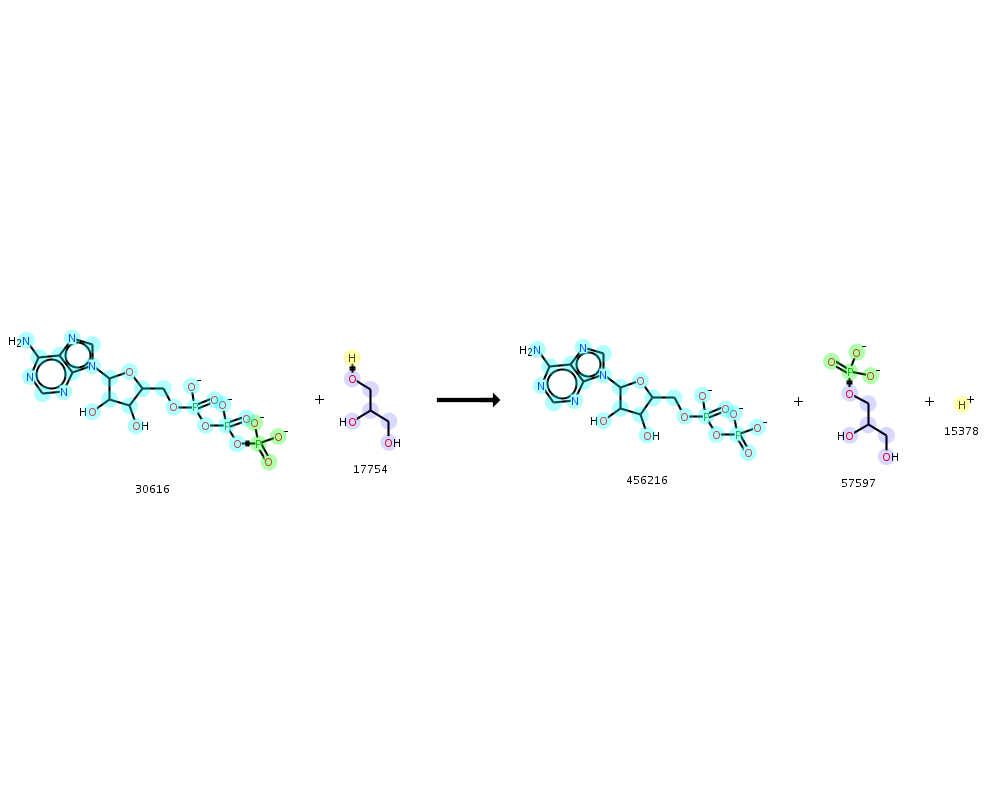 H₂N N N N N O HO OH O P O⁻ O O P O⁻ O O P O⁻ O⁻ O
30616
+
H O HO OH
17754
H₂N N N N N O HO OH O P O⁻ O O P O⁻ O⁻ O
456216
+
O P O⁻ O⁻ O HO OH
57597
+
H⁺
15378